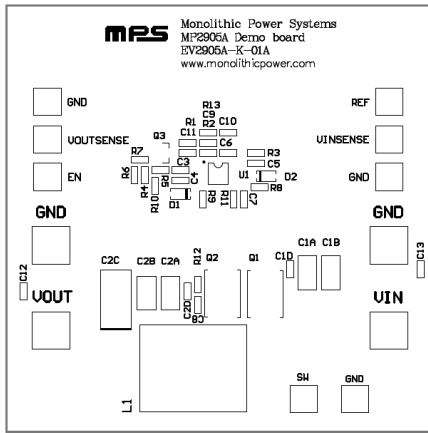 mps
Monolithic Power Systems
MP2905A Demo board
EV2905A-K-01A
www.monolithicpower.com
GND
REF
VOUTSENSE
VINSENSE
EN
GND
R13
C9
R1 R2 C10
Q3
C11
C6
R7
R3
C3
C5
R6
R4
R5
C4
U1
D2
R10
D1
R9
R11
C7
R8
GND
GND
C12
C2C
C2B
C2A
R12
Q2
Q1
C1D
C1A
C1B
C13
VOUT
C2D
C8
VIN
L1
SW
GND